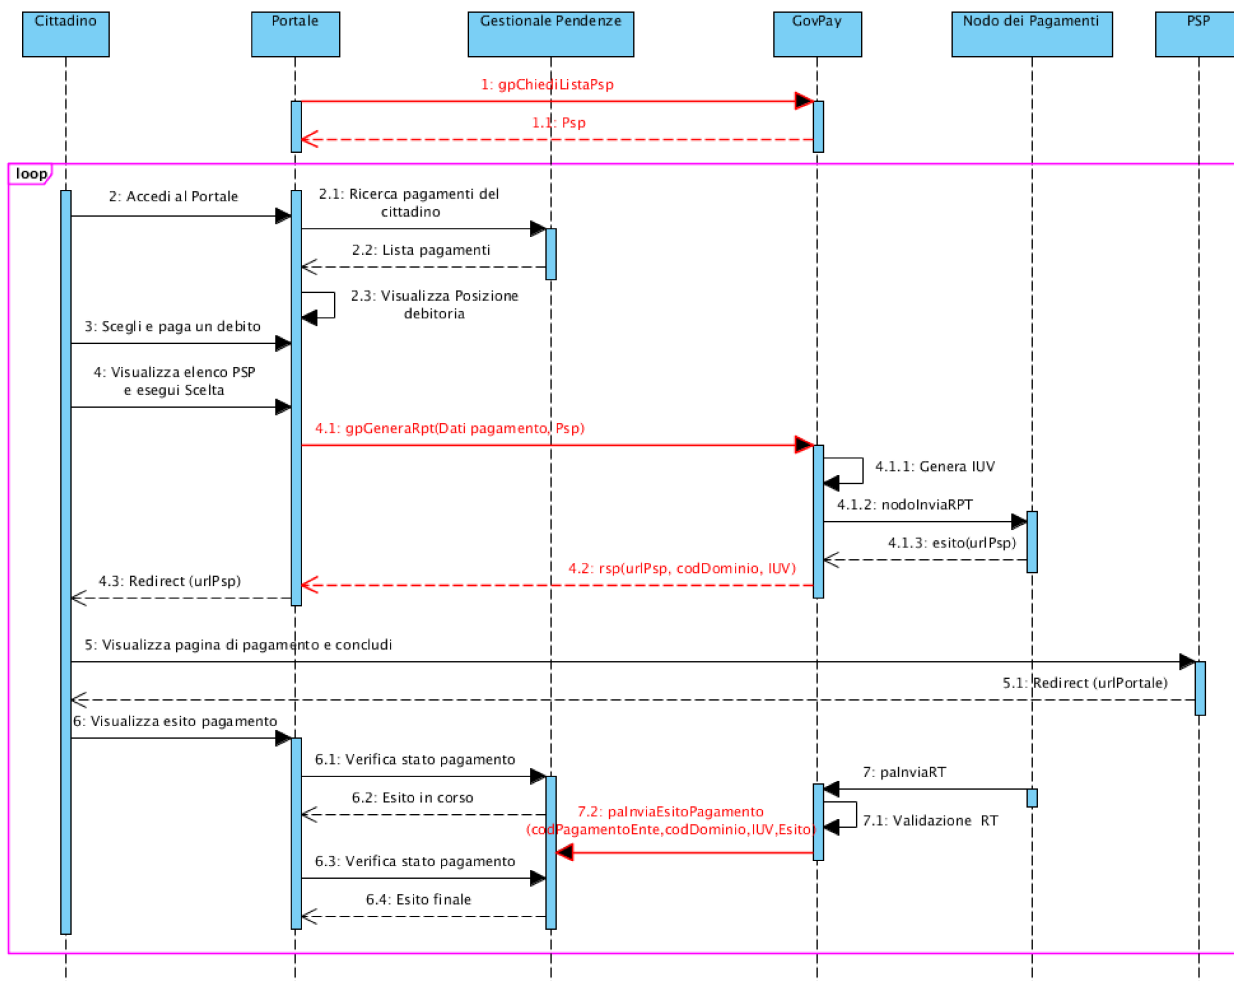 Cittadino
Portale
Gestionale Pendenze
GovPay
Nodo dei Pagamenti
PSP
1: gpChiediListaPsp
1.1: Psp
loop
2: Accedi al Portale
2.1: Ricerca pagamenti del
cittadino
2.2: Lista pagamenti
2.3: Visualizza Posizione
debitoria
3: Scegli e paga un debito
4: Visualizza elenco PSP
e esegui Scelta
4.1: gpGeneraRpt(Dati pagamento, Psp)
4.1.1: Genera IUV
4.1.2: nodoInviaRPT
4.1.3: esito(urlPsp)
4.2: rsp(urlPsp, codDominio, IUV)
4.3: Redirect (urlPsp)
5: Visualizza pagina di pagamento e concludi
5.1: Redirect (urlPortale)
6: Visualizza esito pagamento
6.1: Verifica stato pagamento
7: paInviaRT
6.2: Esito in corso
7.2: paInviaEsitoPagamento
(codPagamentoEnte,codDominio,IUV,Esito)
7.1: Validazione RT
6.3: Verifica stato pagamento
6.4: Esito finale